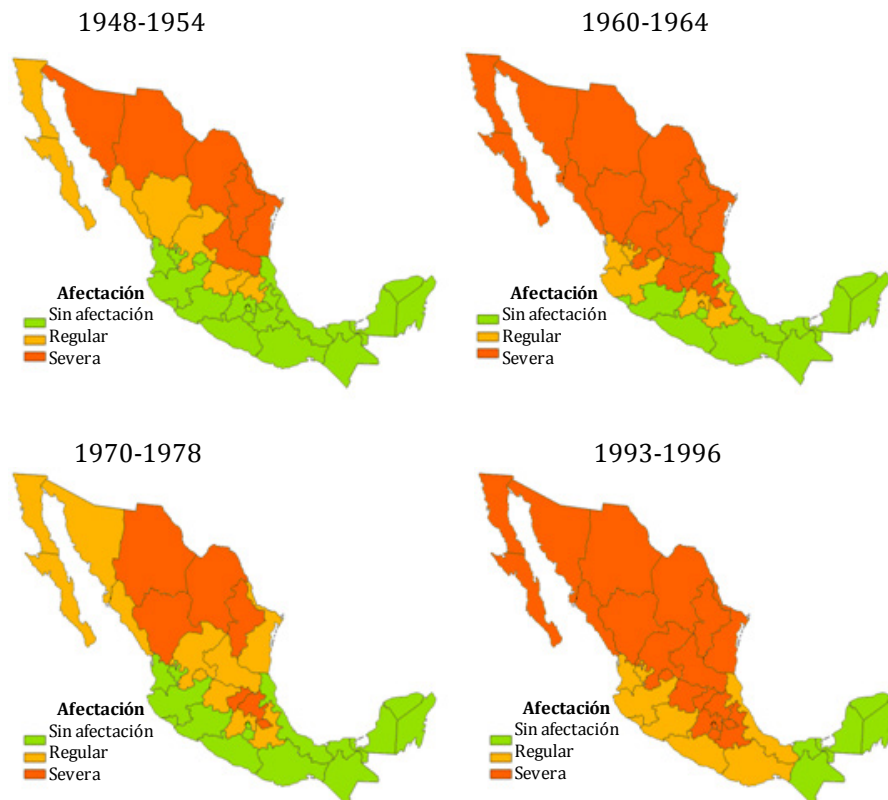 1948-1954
Afectación
Sin afectación
Regular
Severa
1960-1964
Afectación
Sin afectación
Regular
Severa
1970-1978
Afectación
Sin afectación
Regular
Severa
1993-1996
Afectación
Sin afectación
Regular
Severa